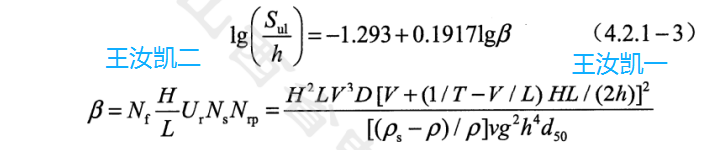 lg(S_ul/h)=-1.293+0.1917lgβ (4.2.1-3)
王汝凯二 王汝凯一
β=N_f (H/L) U_r N_s N_rp = H²LV³D[V+(1/T-V/L)HL/(2h)]² / {[(ρ_s-ρ)/ρ]νg²h⁴d_50}